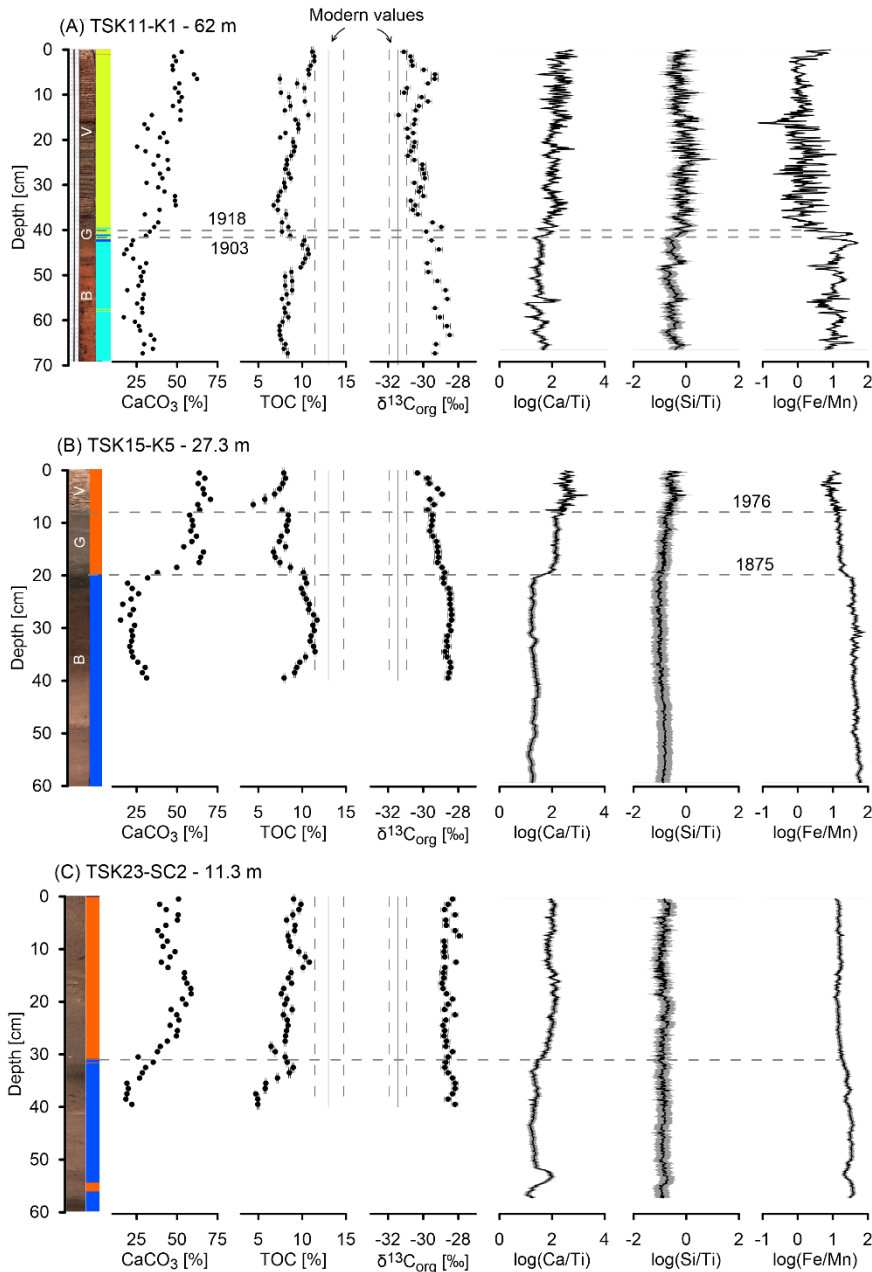 Modern values
(A) TSK11-K1 - 62 m
0
10
20
30
40
50
60
70
Depth [cm]
V
G
B
1918
1903
0 25 50 75
5 10 15
-32 -30 -28
0 2 4
-2 0 2
-1 0 1 2
CaCO₃ [%]
TOC [%]
δ¹³Corg [‰]
log(Ca/Ti)
log(Si/Ti)
log(Fe/Mn)
(B) TSK15-K5 - 27.3 m
0
10
20
30
40
50
60
Depth [cm]
V
G
B
1976
1875
0 25 50 75
5 10 15
-32 -30 -28
0 2 4
-2 0 2
-1 0 1 2
CaCO₃ [%]
TOC [%]
δ¹³Corg [‰]
log(Ca/Ti)
log(Si/Ti)
log(Fe/Mn)
(C) TSK23-SC2 - 11.3 m
0
10
20
30
40
50
60
Depth [cm]
0 25 50 75
5 10 15
-32 -30 -28
0 2 4
-2 0 2
-1 0 1 2
CaCO₃ [%]
TOC [%]
δ¹³Corg [‰]
log(Ca/Ti)
log(Si/Ti)
log(Fe/Mn)